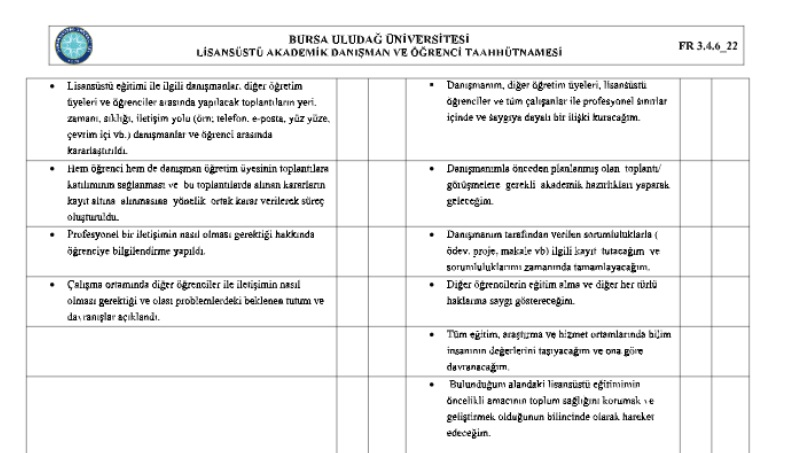 BURSA ULUDAĞ ÜNİVERSİTESİ
LİSANSÜSTÜ AKADEMİK DANIŞMAN VE ÖĞRENCİ TAAHHÜTNAMESİ
FR 3.4.6_22
• Lisansüstü eğitimi ile ilgili danışmanlar, diğer öğretim
üyeleri ve öğrenciler arasında yapılacak toplantıların yeri,
zamanı, sıklığı, iletişim yolu (örn; telefon, e-posta, yüz yüze,
çevrim içi vb.) danışmanlar ve öğrenci arasında
kararlaştırıldı.
• Danışmanım, diğer öğretim üyeleri, lisansüstü
öğrenciler ve tüm çalışanlar ile profesyonel sınırlar
içinde ve saygıya dayalı bir ilişki kuracağım.
• Hem öğrenci hem de danışman öğretim üyesinin toplantılara
katılımının sağlanması ve bu toplantılarda alınan kararların
kayıt altına alınmasına yönelik ortak karar verilerek süreç
oluşturuldu.
• Danışmanımla önceden planlanmış olan toplantı/
görüşmelere gerekli akademik hazırlıkları yaparak
geleceğim.
• Profesyonel bir iletişimin nasıl olması gerektiği hakkında
öğrenciye bilgilendirme yapıldı.
• Danışmanım tarafından verilen sorumluluklarla (
ödev, proje, makale vb) ilgili kayıt tutacağım ve
sorumluluklarımı zamanında tamamlayacağım.
• Çalışma ortamında diğer öğrenciler ile iletişimin nasıl
olması gerektiği ve olası problemlerdeki beklenen tutum ve
davranışlar açıklandı.
• Diğer öğrencilerin eğitim alma ve diğer her türlü
haklarına saygı göstereceğim.
• Tüm eğitim, araştırma ve hizmet ortamlarında bilim
insanının değerlerini taşıyacağım ve ona göre
davranacağım.
• Bulunduğum alandaki lisansüstü eğitimimin
öncelikli amacının toplum sağlığını korumak ve
geliştirmek olduğunun bilincinde olarak hareket
edeceğim.